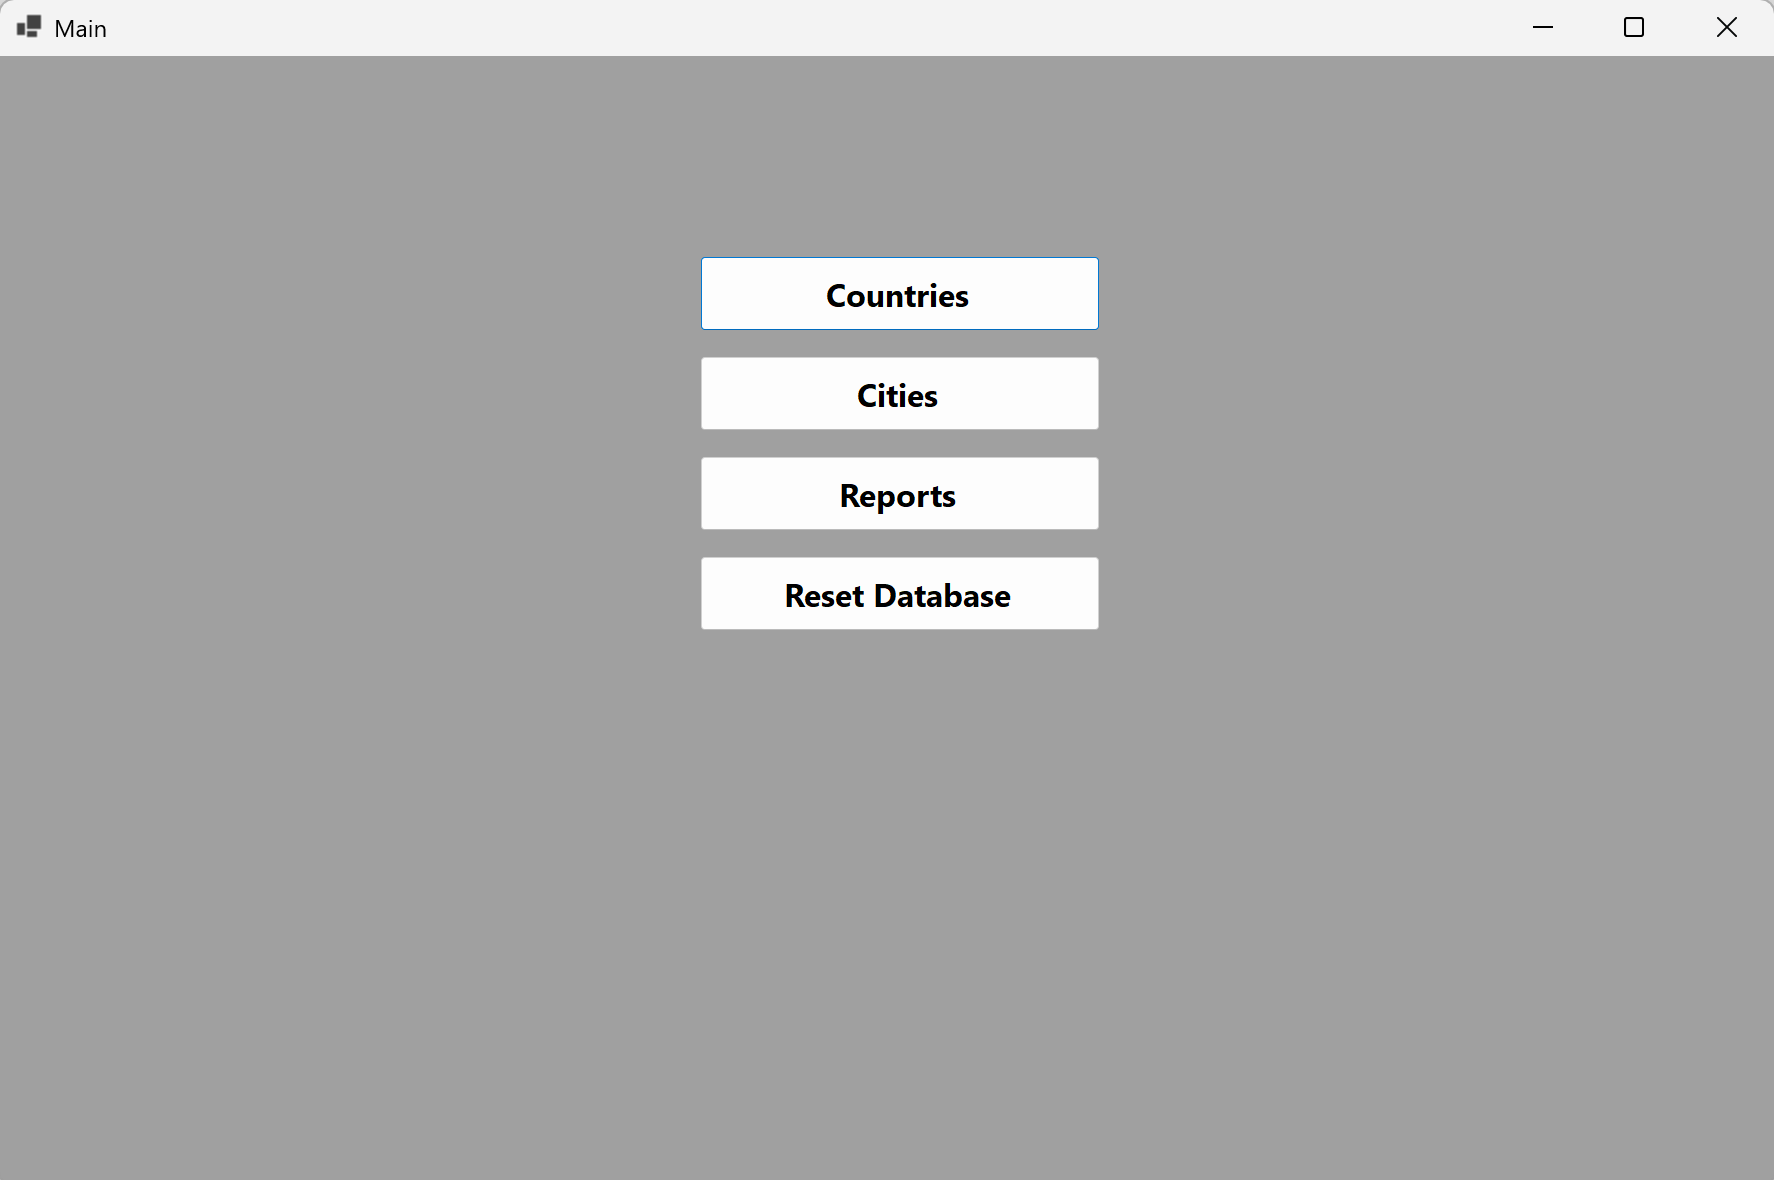 Main
Countries
Cities
Reports
Reset Database